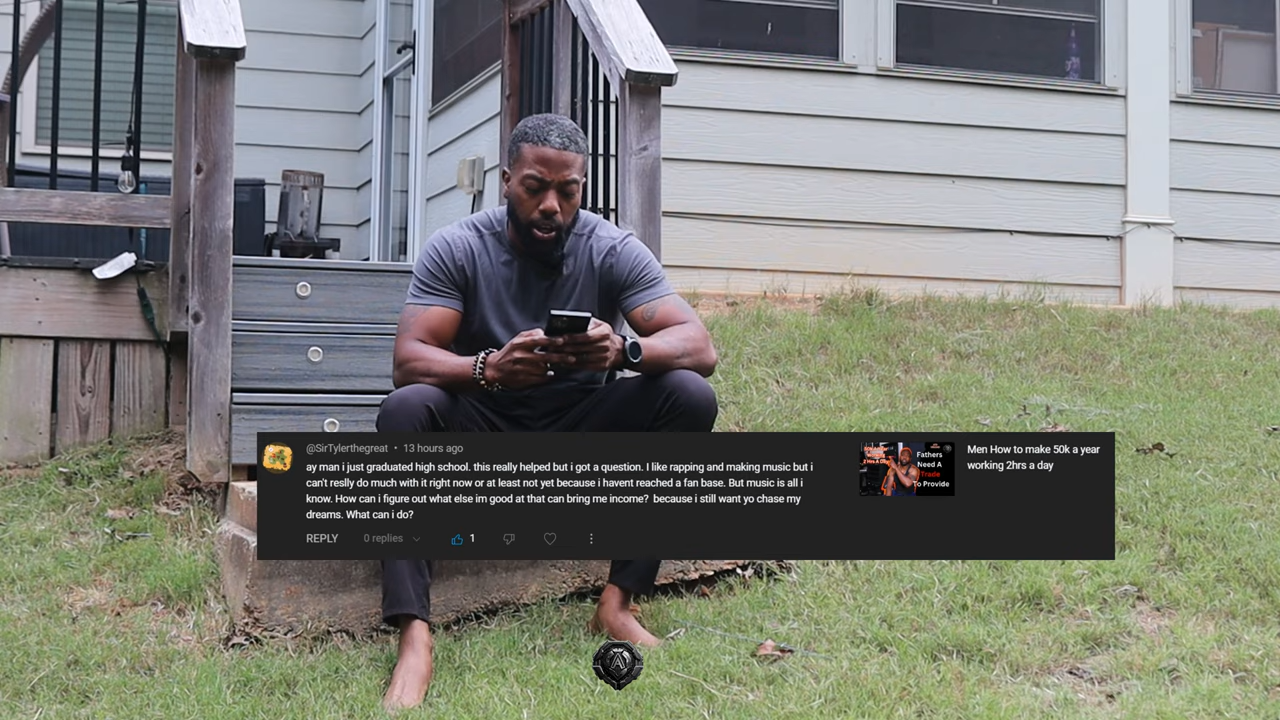 @SirTylerthegreat • 13 hours ago
ay man i just graduated high school. this really helped but i got a question. I like rapping and making music but i
can't reslly do much with it right now or at least not yet because i havent reached a fan base. But music is all i
know. How can i figure out what else im good at that can bring me income?  because i still want yo chase my
dreams. What can i do?
REPLY 0 replies 1
Fathers
Need A
Trade
To Provide
Men How to make 50k a year
working 2hrs a day
A